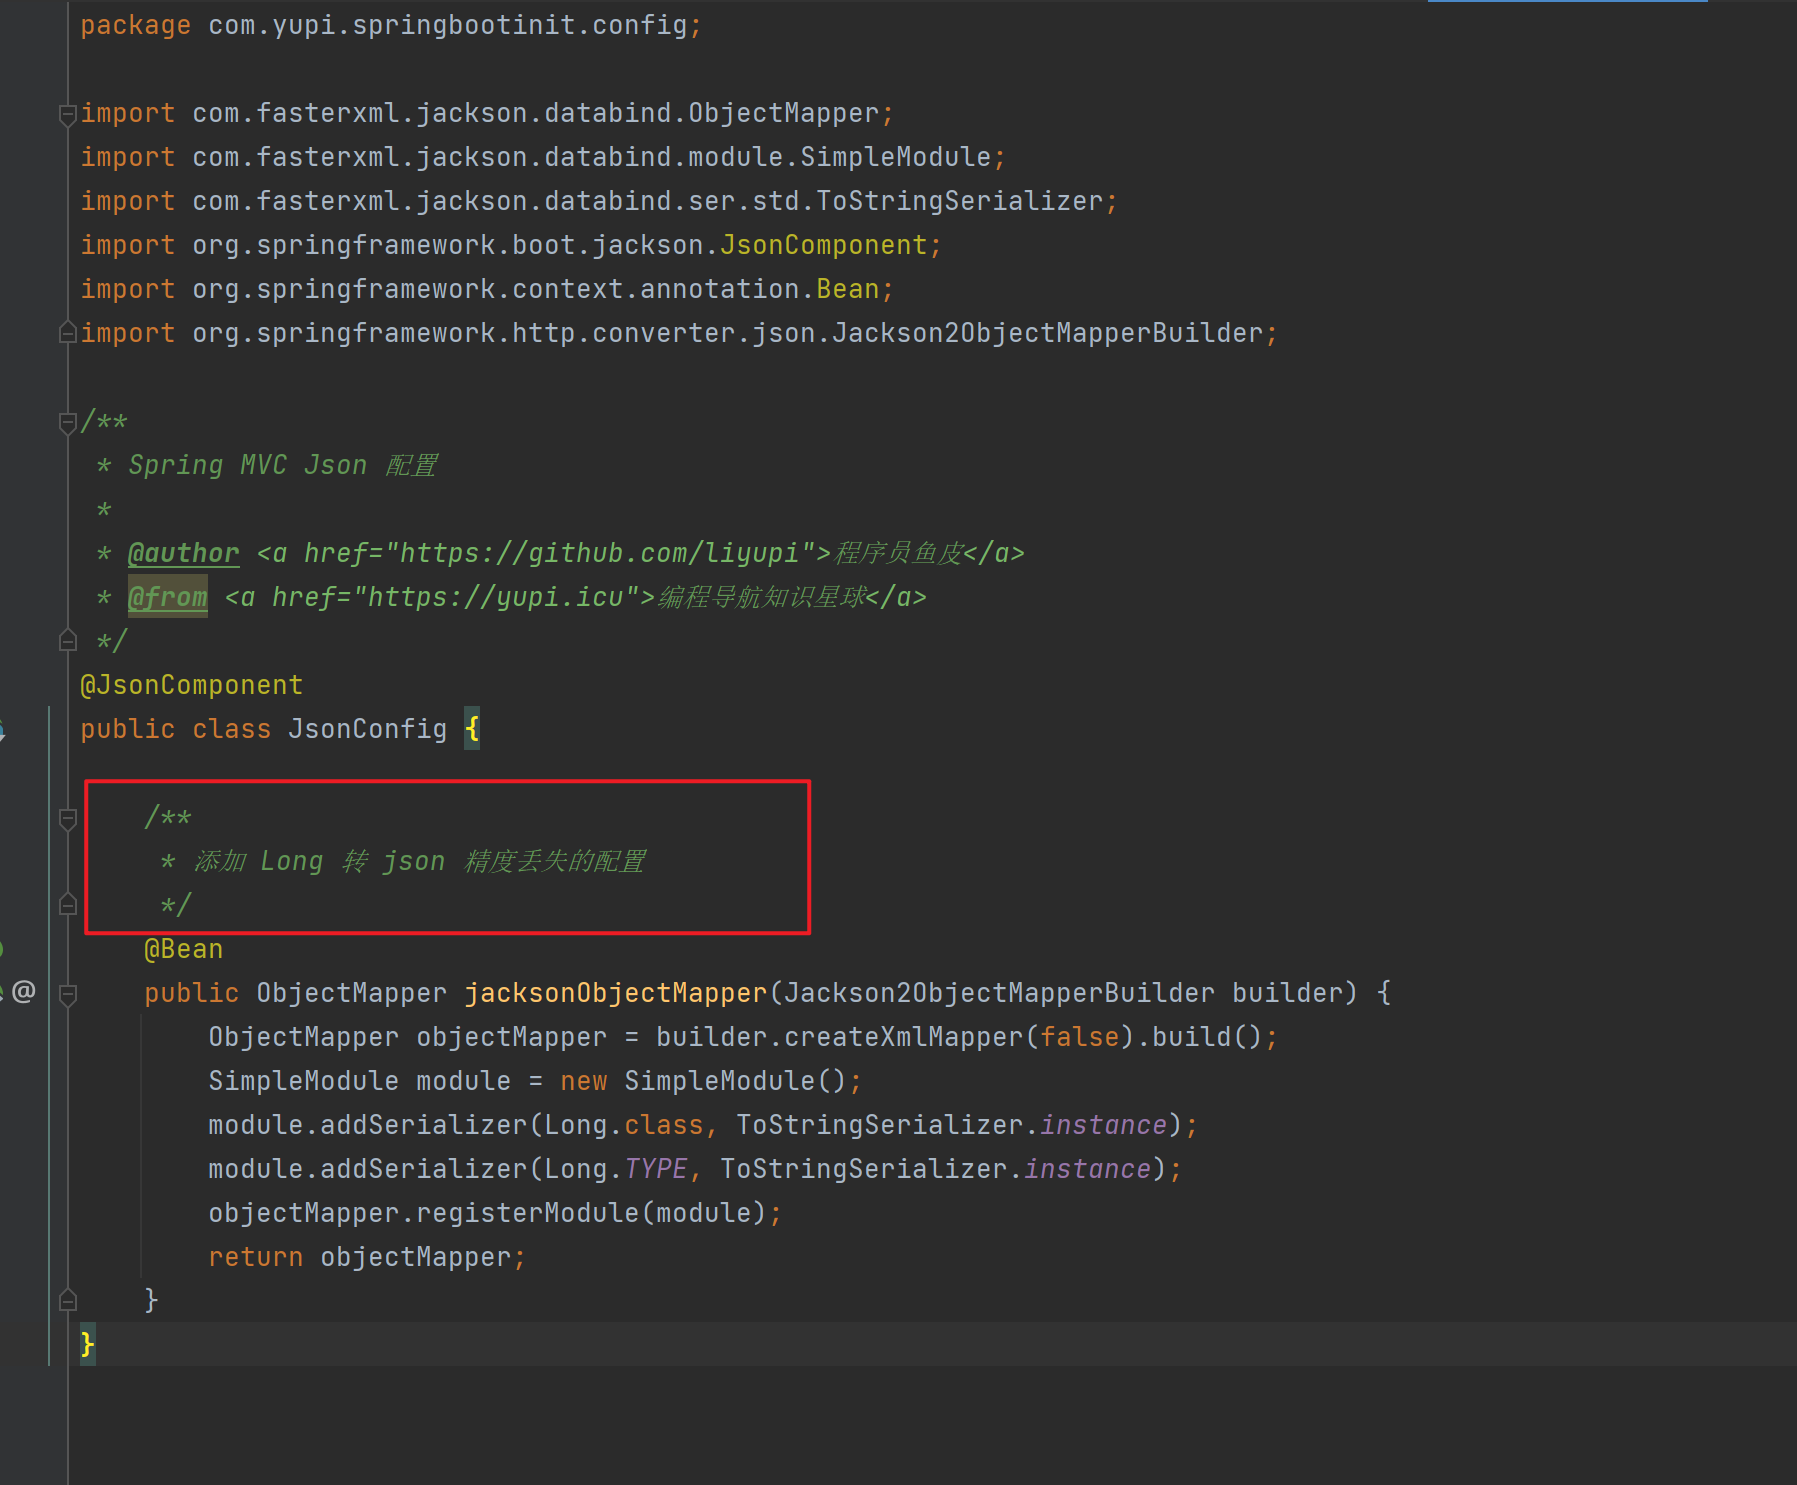 package com.yupi.springbootinit.config;
import com.fasterxml.jackson.databind.ObjectMapper;
import com.fasterxml.jackson.databind.module.SimpleModule;
import com.fasterxml.jackson.databind.ser.std.ToStringSerializer;
import org.springframework.boot.jackson.JsonComponent;
import org.springframework.context.annotation.Bean;
import org.springframework.http.converter.json.Jackson2ObjectMapperBuilder;
/**
 * Spring MVC Json 配置
 *
 * @author <a href="https://github.com/liyupi">程序员鱼皮</a>
 * @from <a href="https://yupi.icu">编程导航知识星球</a>
 */
@JsonComponent
public class JsonConfig {
    /**
     * 添加 Long 转 json 精度丢失的配置
     */
    @Bean
@
    public ObjectMapper jacksonObjectMapper(Jackson2ObjectMapperBuilder builder) {
        ObjectMapper objectMapper = builder.createXmlMapper(false).build();
        SimpleModule module = new SimpleModule();
        module.addSerializer(Long.class, ToStringSerializer.instance);
        module.addSerializer(Long.TYPE, ToStringSerializer.instance);
        objectMapper.registerModule(module);
        return objectMapper;
    }
}